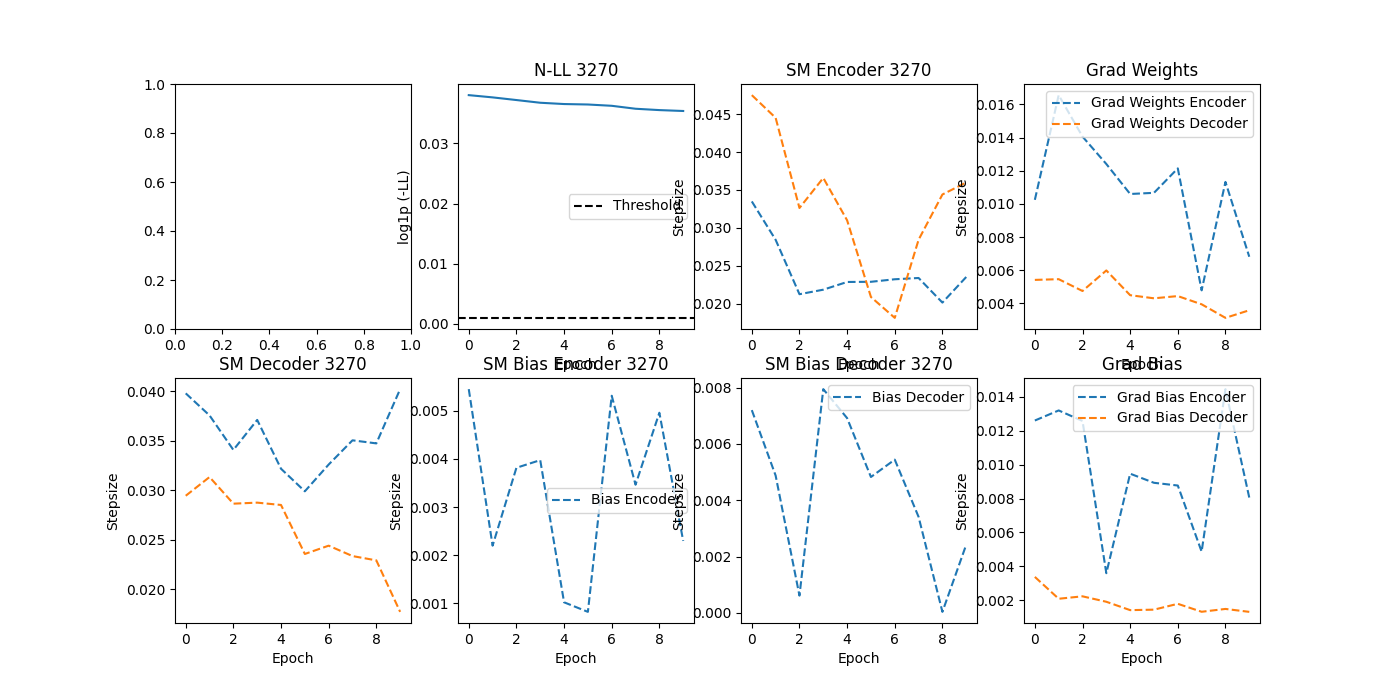 N-LL 3270
SM Encoder 3270
Grad Weights
1.0
0.8
0.6
0.4
0.2
0.0
0.0 0.2 0.4 0.6 0.8 1.0
log1p (-LL)
0.03
0.02
0.01
0.00
Threshold
0 2 4 6 8
Epoch
Stepsize
0.045
0.040
0.035
0.030
0.025
0.020
0 2 4 6 8
Epoch
Stepsize
0.016
0.014
0.012
0.010
0.008
0.006
0.004
Grad Weights Encoder
Grad Weights Decoder
0 2 4 6 8
Epoch
SM Decoder 3270
SM Bias Encoder 3270
SM Bias Decoder 3270
Grad Bias
Stepsize
0.040
0.035
0.030
0.025
0.020
0 2 4 6 8
Epoch
Stepsize
0.005
0.004
0.003
0.002
0.001
Bias Encoder
0 2 4 6 8
Epoch
Stepsize
0.008
0.006
0.004
0.002
0.000
Bias Decoder
0 2 4 6 8
Epoch
Stepsize
0.014
0.012
0.010
0.008
0.006
0.004
0.002
Grad Bias Encoder
Grad Bias Decoder
0 2 4 6 8
Epoch